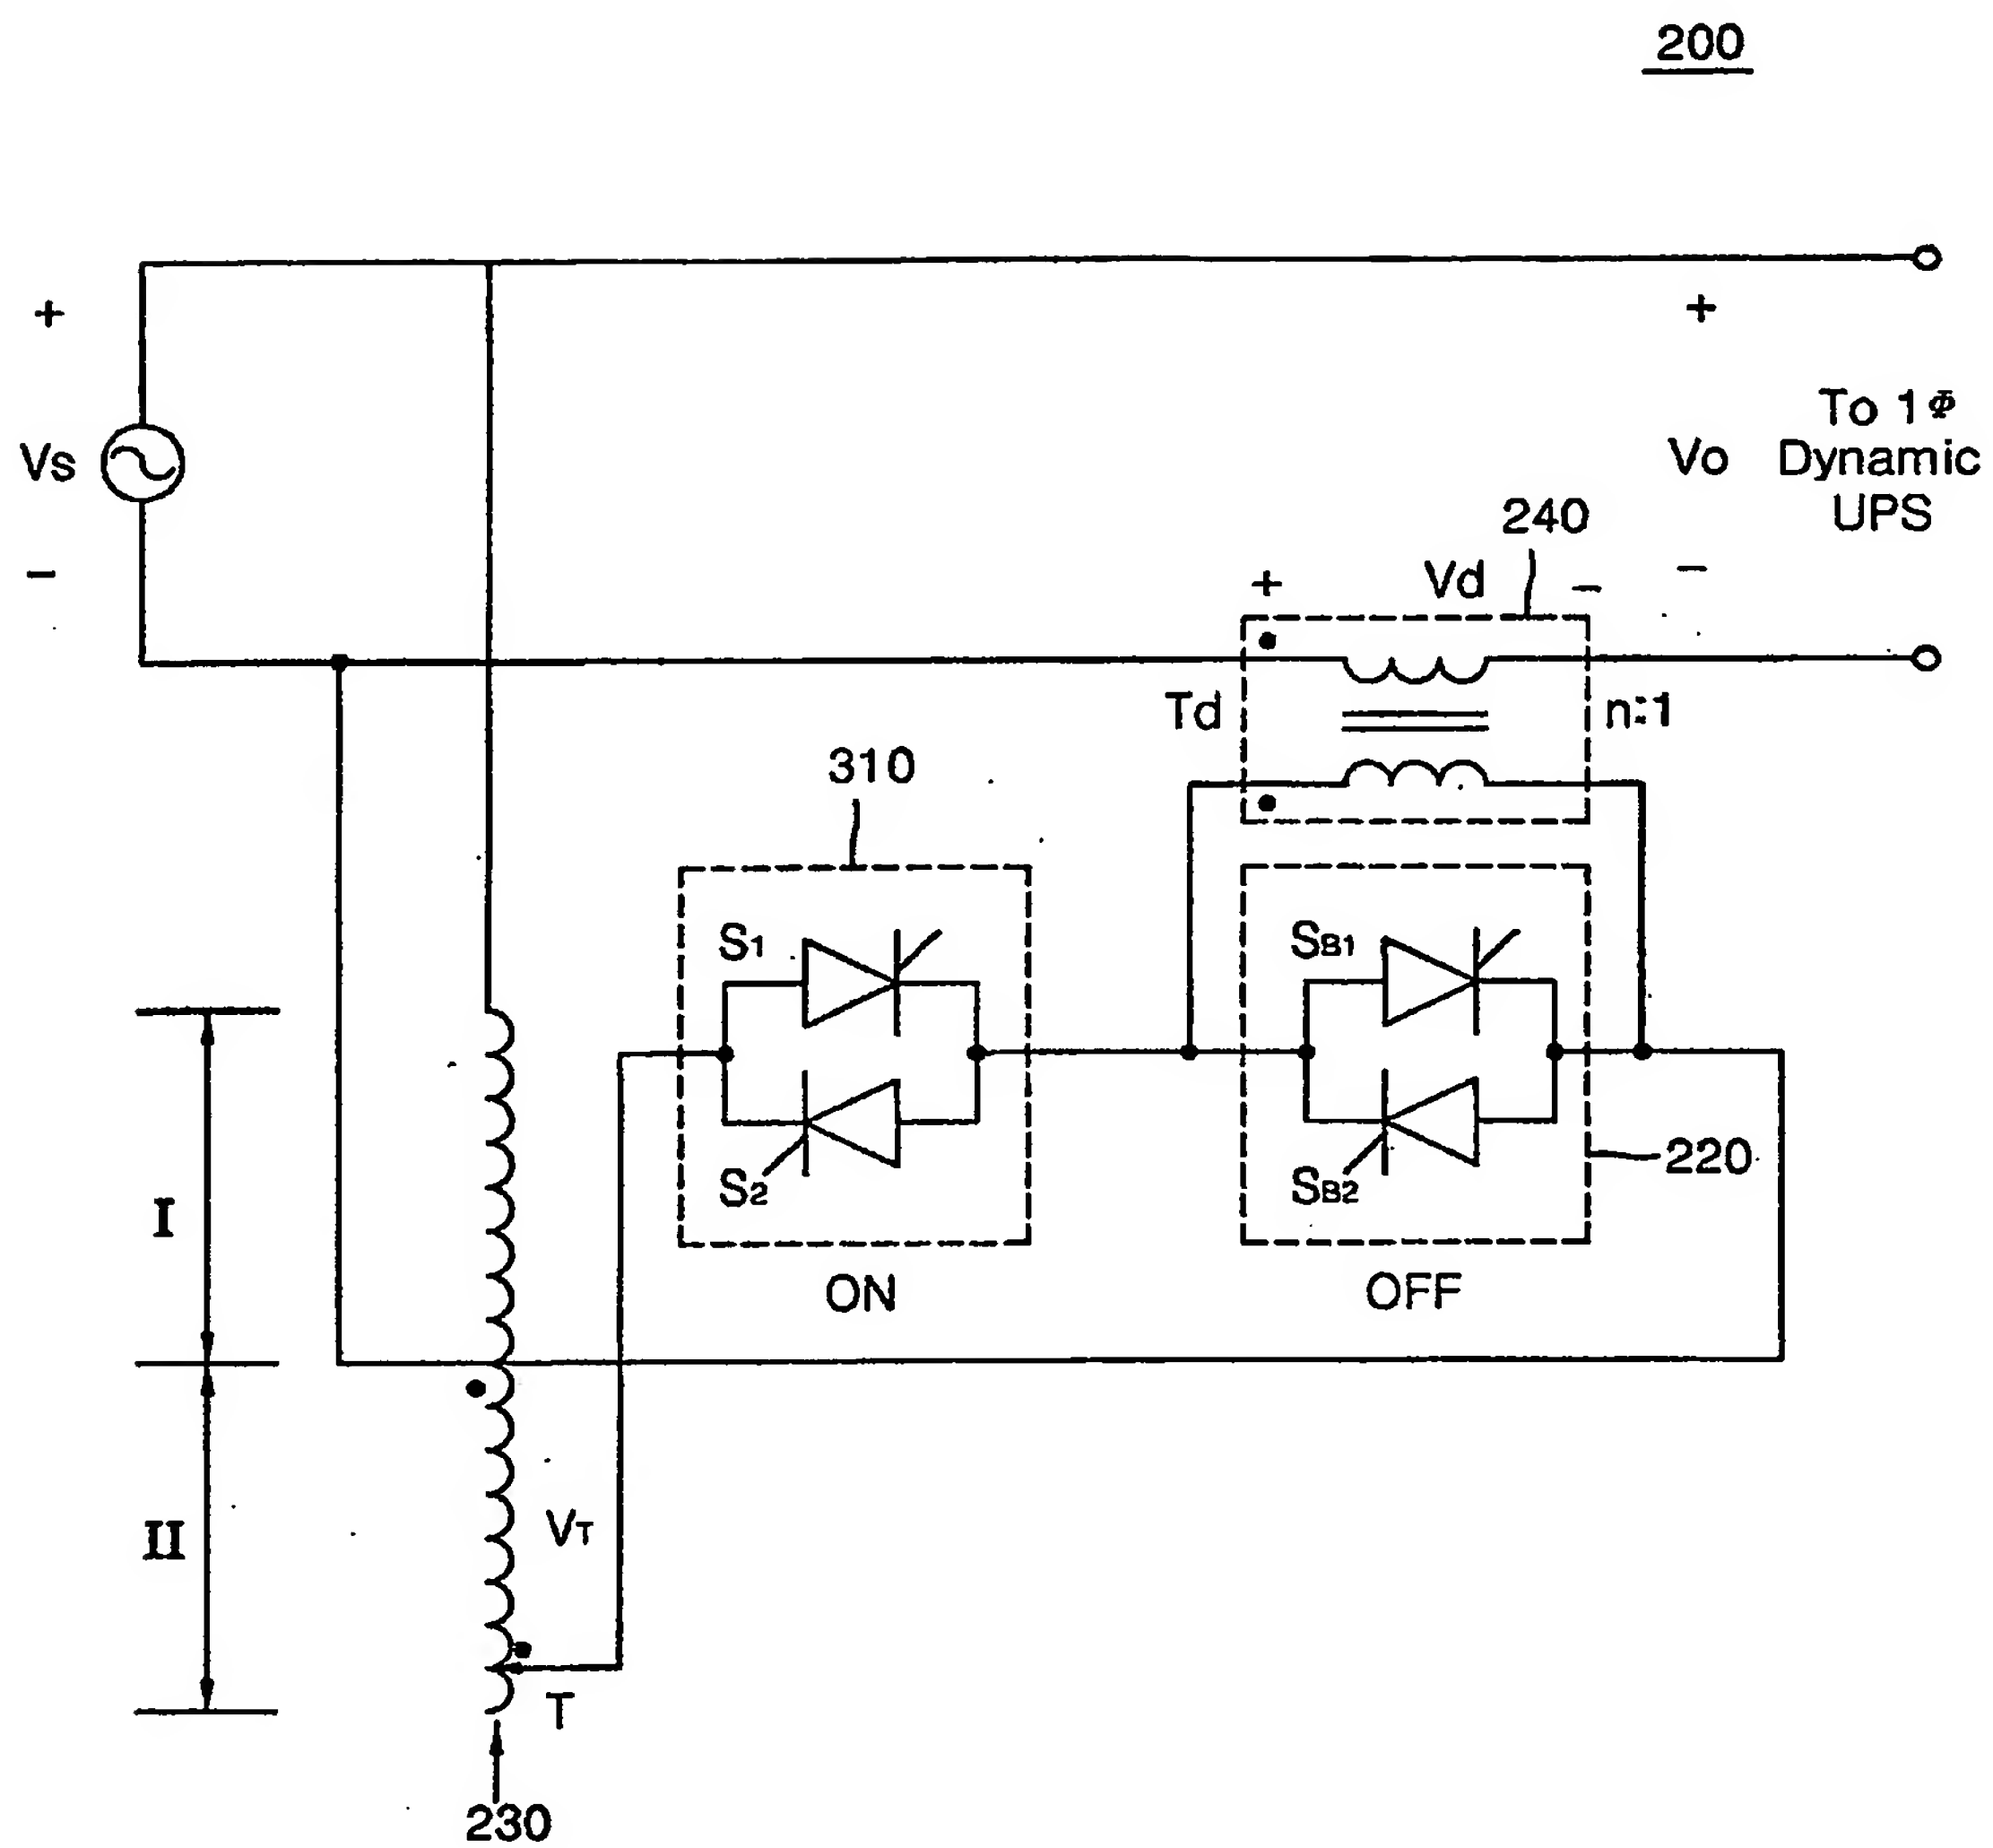 200
+
+
Vs
To 1Φ
Vo Dynamic
UPS
240
−
+ Vd −
−
Td
n:1
310
S1
SB1
S2
SB2
220
I
ON
OFF
II
VT
T
230